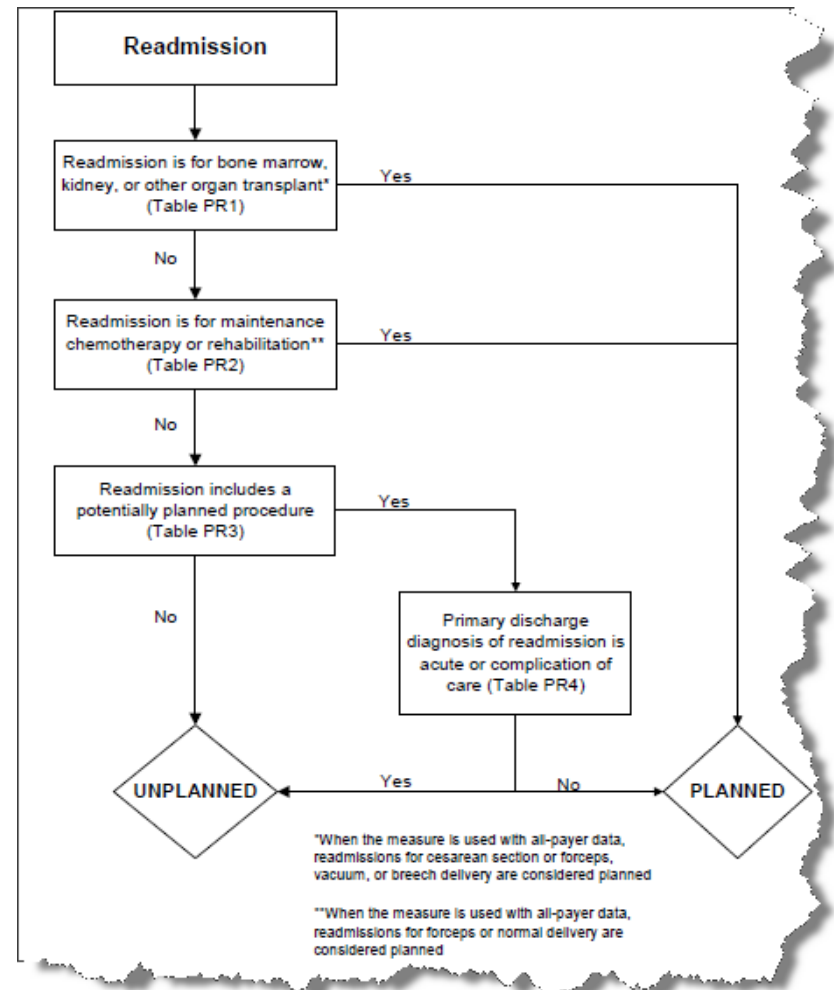 Readmission
Readmission is for bone marrow,
kidney, or other organ transplant*
(Table PR1)
Yes
No
Readmission is for maintenance
chemotherapy or rehabilitation**
(Table PR2)
Yes
No
Readmission includes a
potentially planned procedure
(Table PR3)
Yes
No
Primary discharge
diagnosis of readmission is
acute or complication of
care (Table PR4)
UNPLANNED
Yes
No
PLANNED
*When the measure is used with all-payer data,
readmissions for cesarean section or forceps,
vacuum, or breech delivery are considered planned
**When the measure is used with all-payer data,
readmissions for forceps or normal delivery are
considered planned